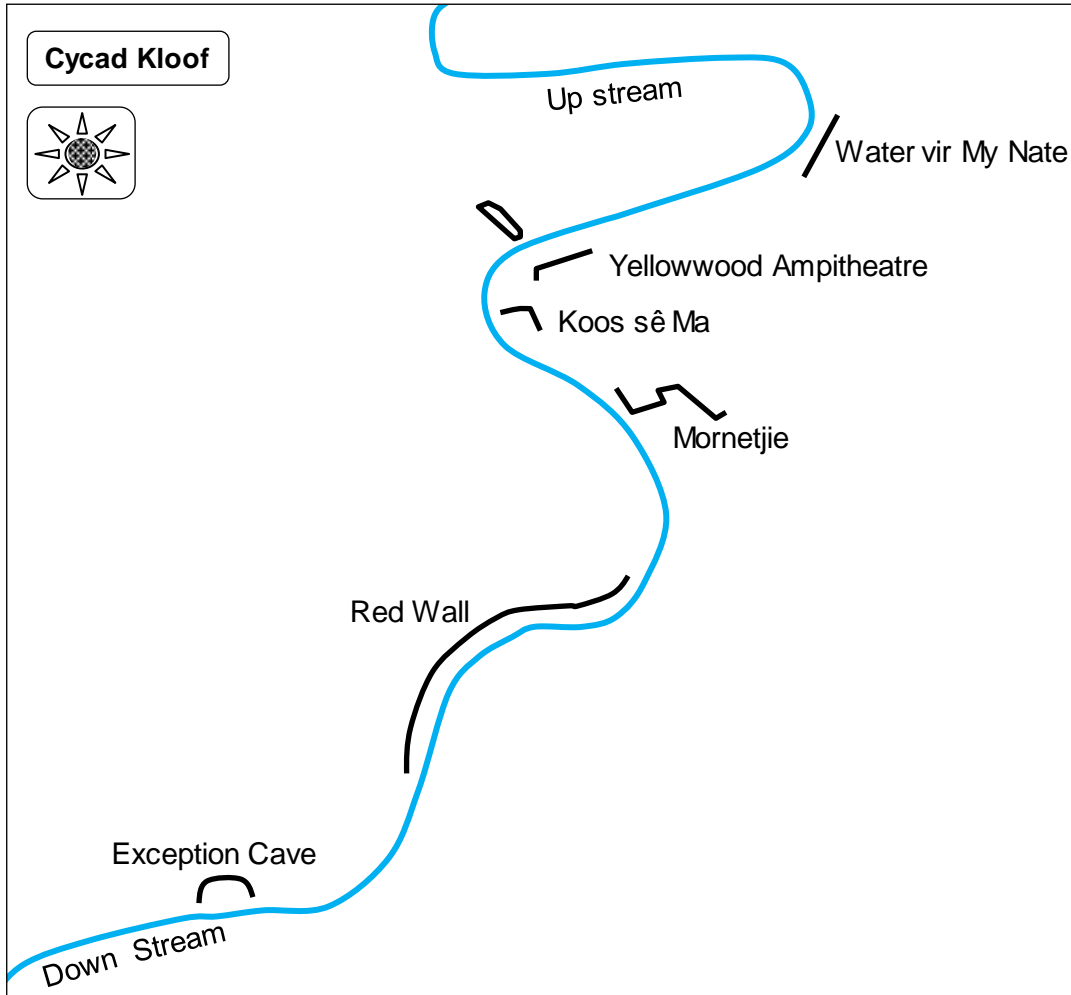 Cycad Kloof
Up stream
Water vir My Nate
Yellowwood Ampitheatre
Koos sê Ma
Mornetjie
Red Wall
Exception Cave
Down Stream